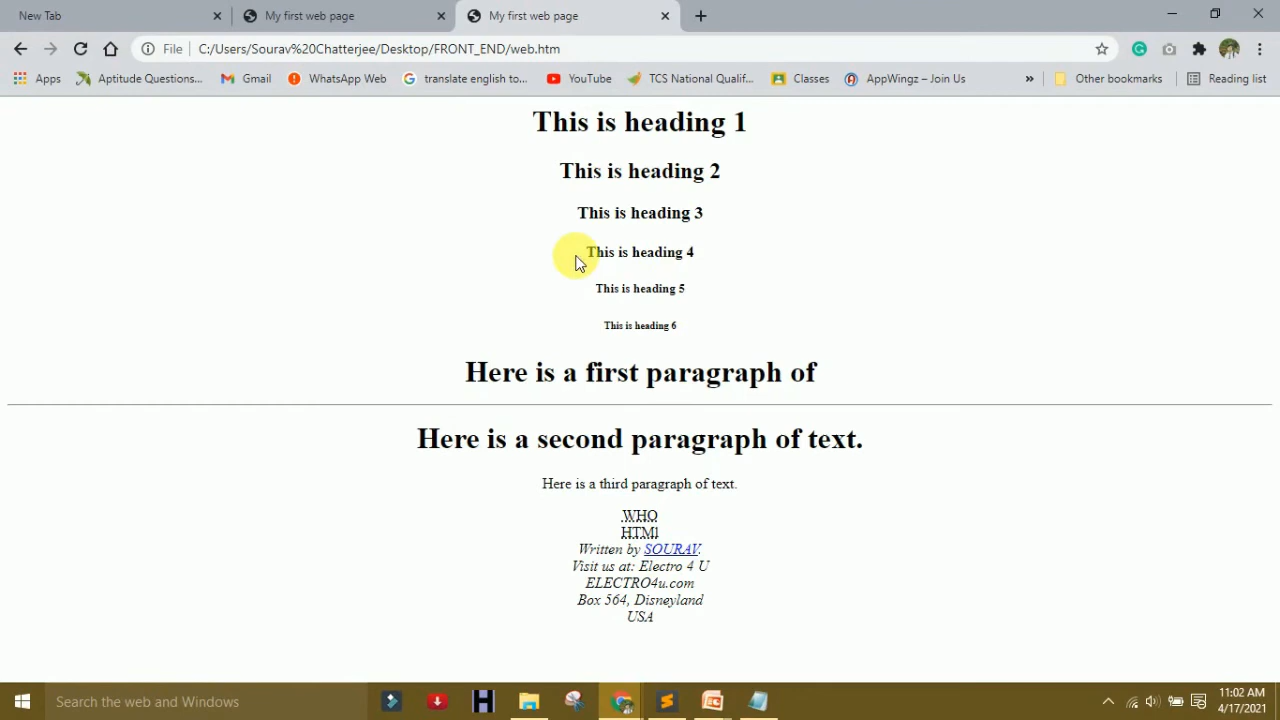 New Tab
My first web page
My first web page
File
C:/Users/Sourav%20Chatterjee/Desktop/FRONT_END/web.htm
Apps
Aptitude Questions...
Gmail
WhatsApp Web
translate english to...
YouTube
TCS National Qualif...
Classes
AppWingz – Join Us
»
Other bookmarks
Reading list
This is heading 1
This is heading 2
This is heading 3
This is heading 4
This is heading 5
This is heading 6
Here is a first paragraph of
Here is a second paragraph of text.
Here is a third paragraph of text.
WHO
HTMl
Written by SOURAV.
Visit us at: Electro 4 U
ELECTRO4u.com
Box 564, Disneyland
USA
Search the web and Windows
11:02 AM
4/17/2021